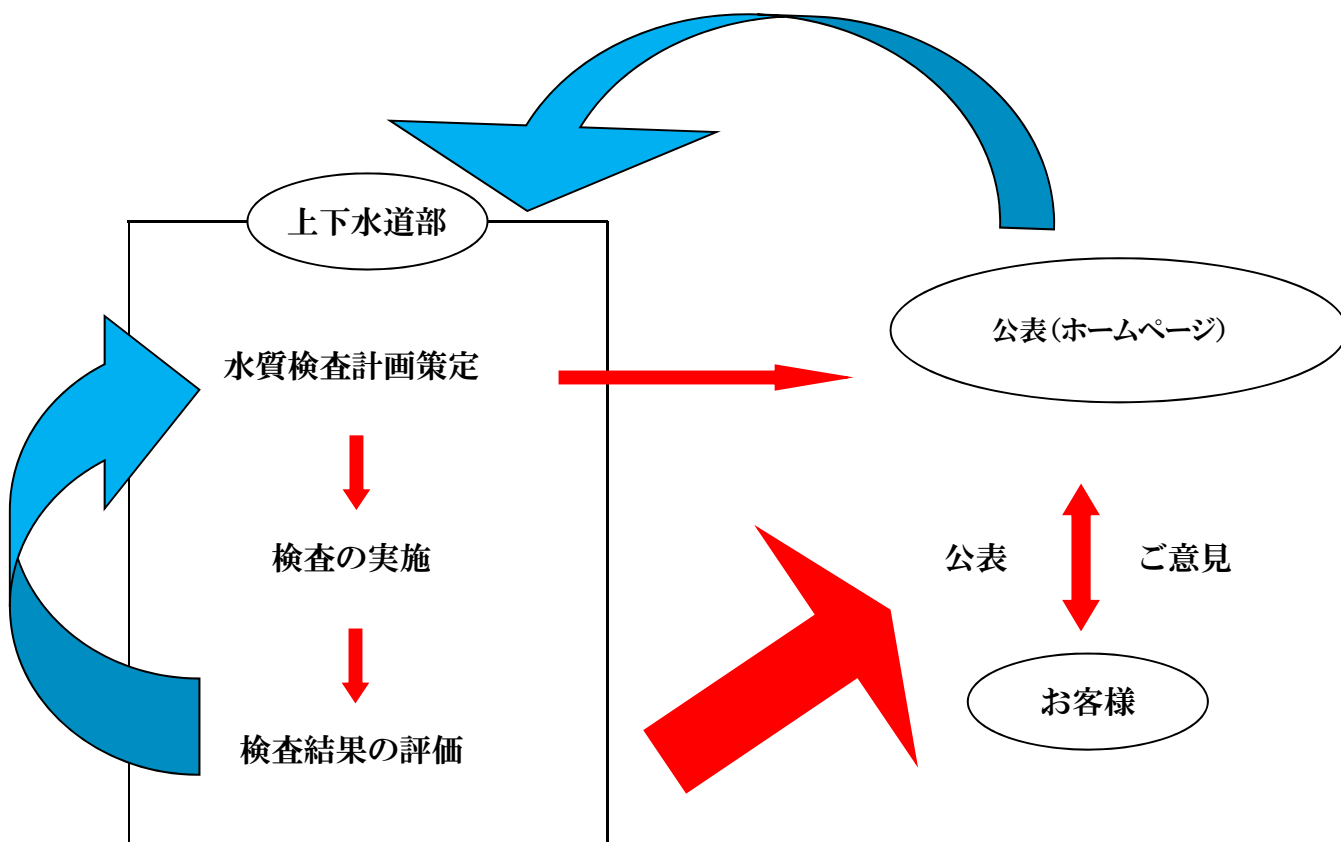 上下水道部
公表(ホームページ)
水質検査計画策定
検査の実施
公表
ご意見
お客様
検査結果の評価